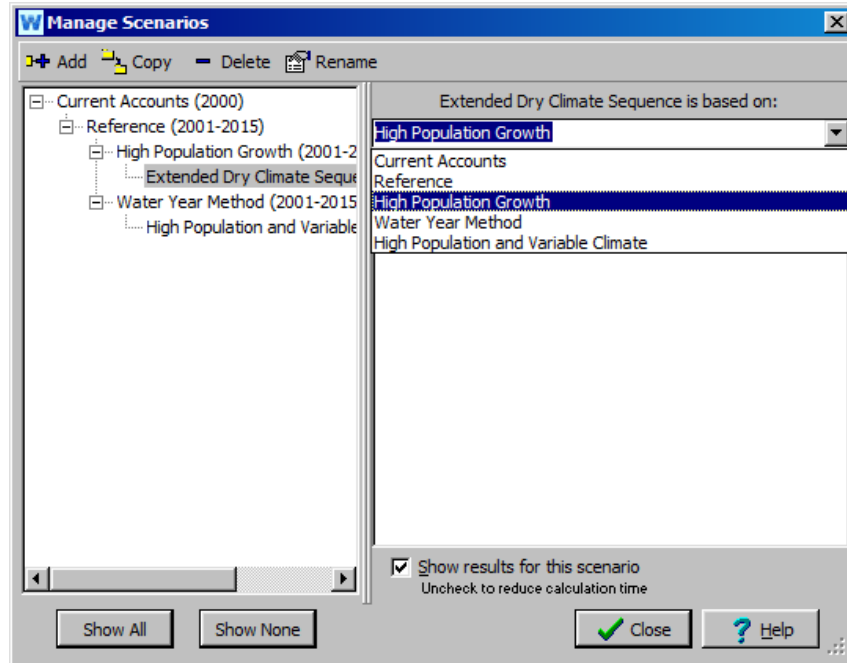 Manage Scenarios
Add Copy Delete Rename
Current Accounts (2000)
Reference (2001-2015)
High Population Growth (2001-2
Extended Dry Climate Seque
Water Year Method (2001-2015
High Population and Variable
Extended Dry Climate Sequence is based on:
High Population Growth
Current Accounts
Reference
High Population Growth
Water Year Method
High Population and Variable Climate
Show results for this scenario
Uncheck to reduce calculation time
Show All Show None Close Help